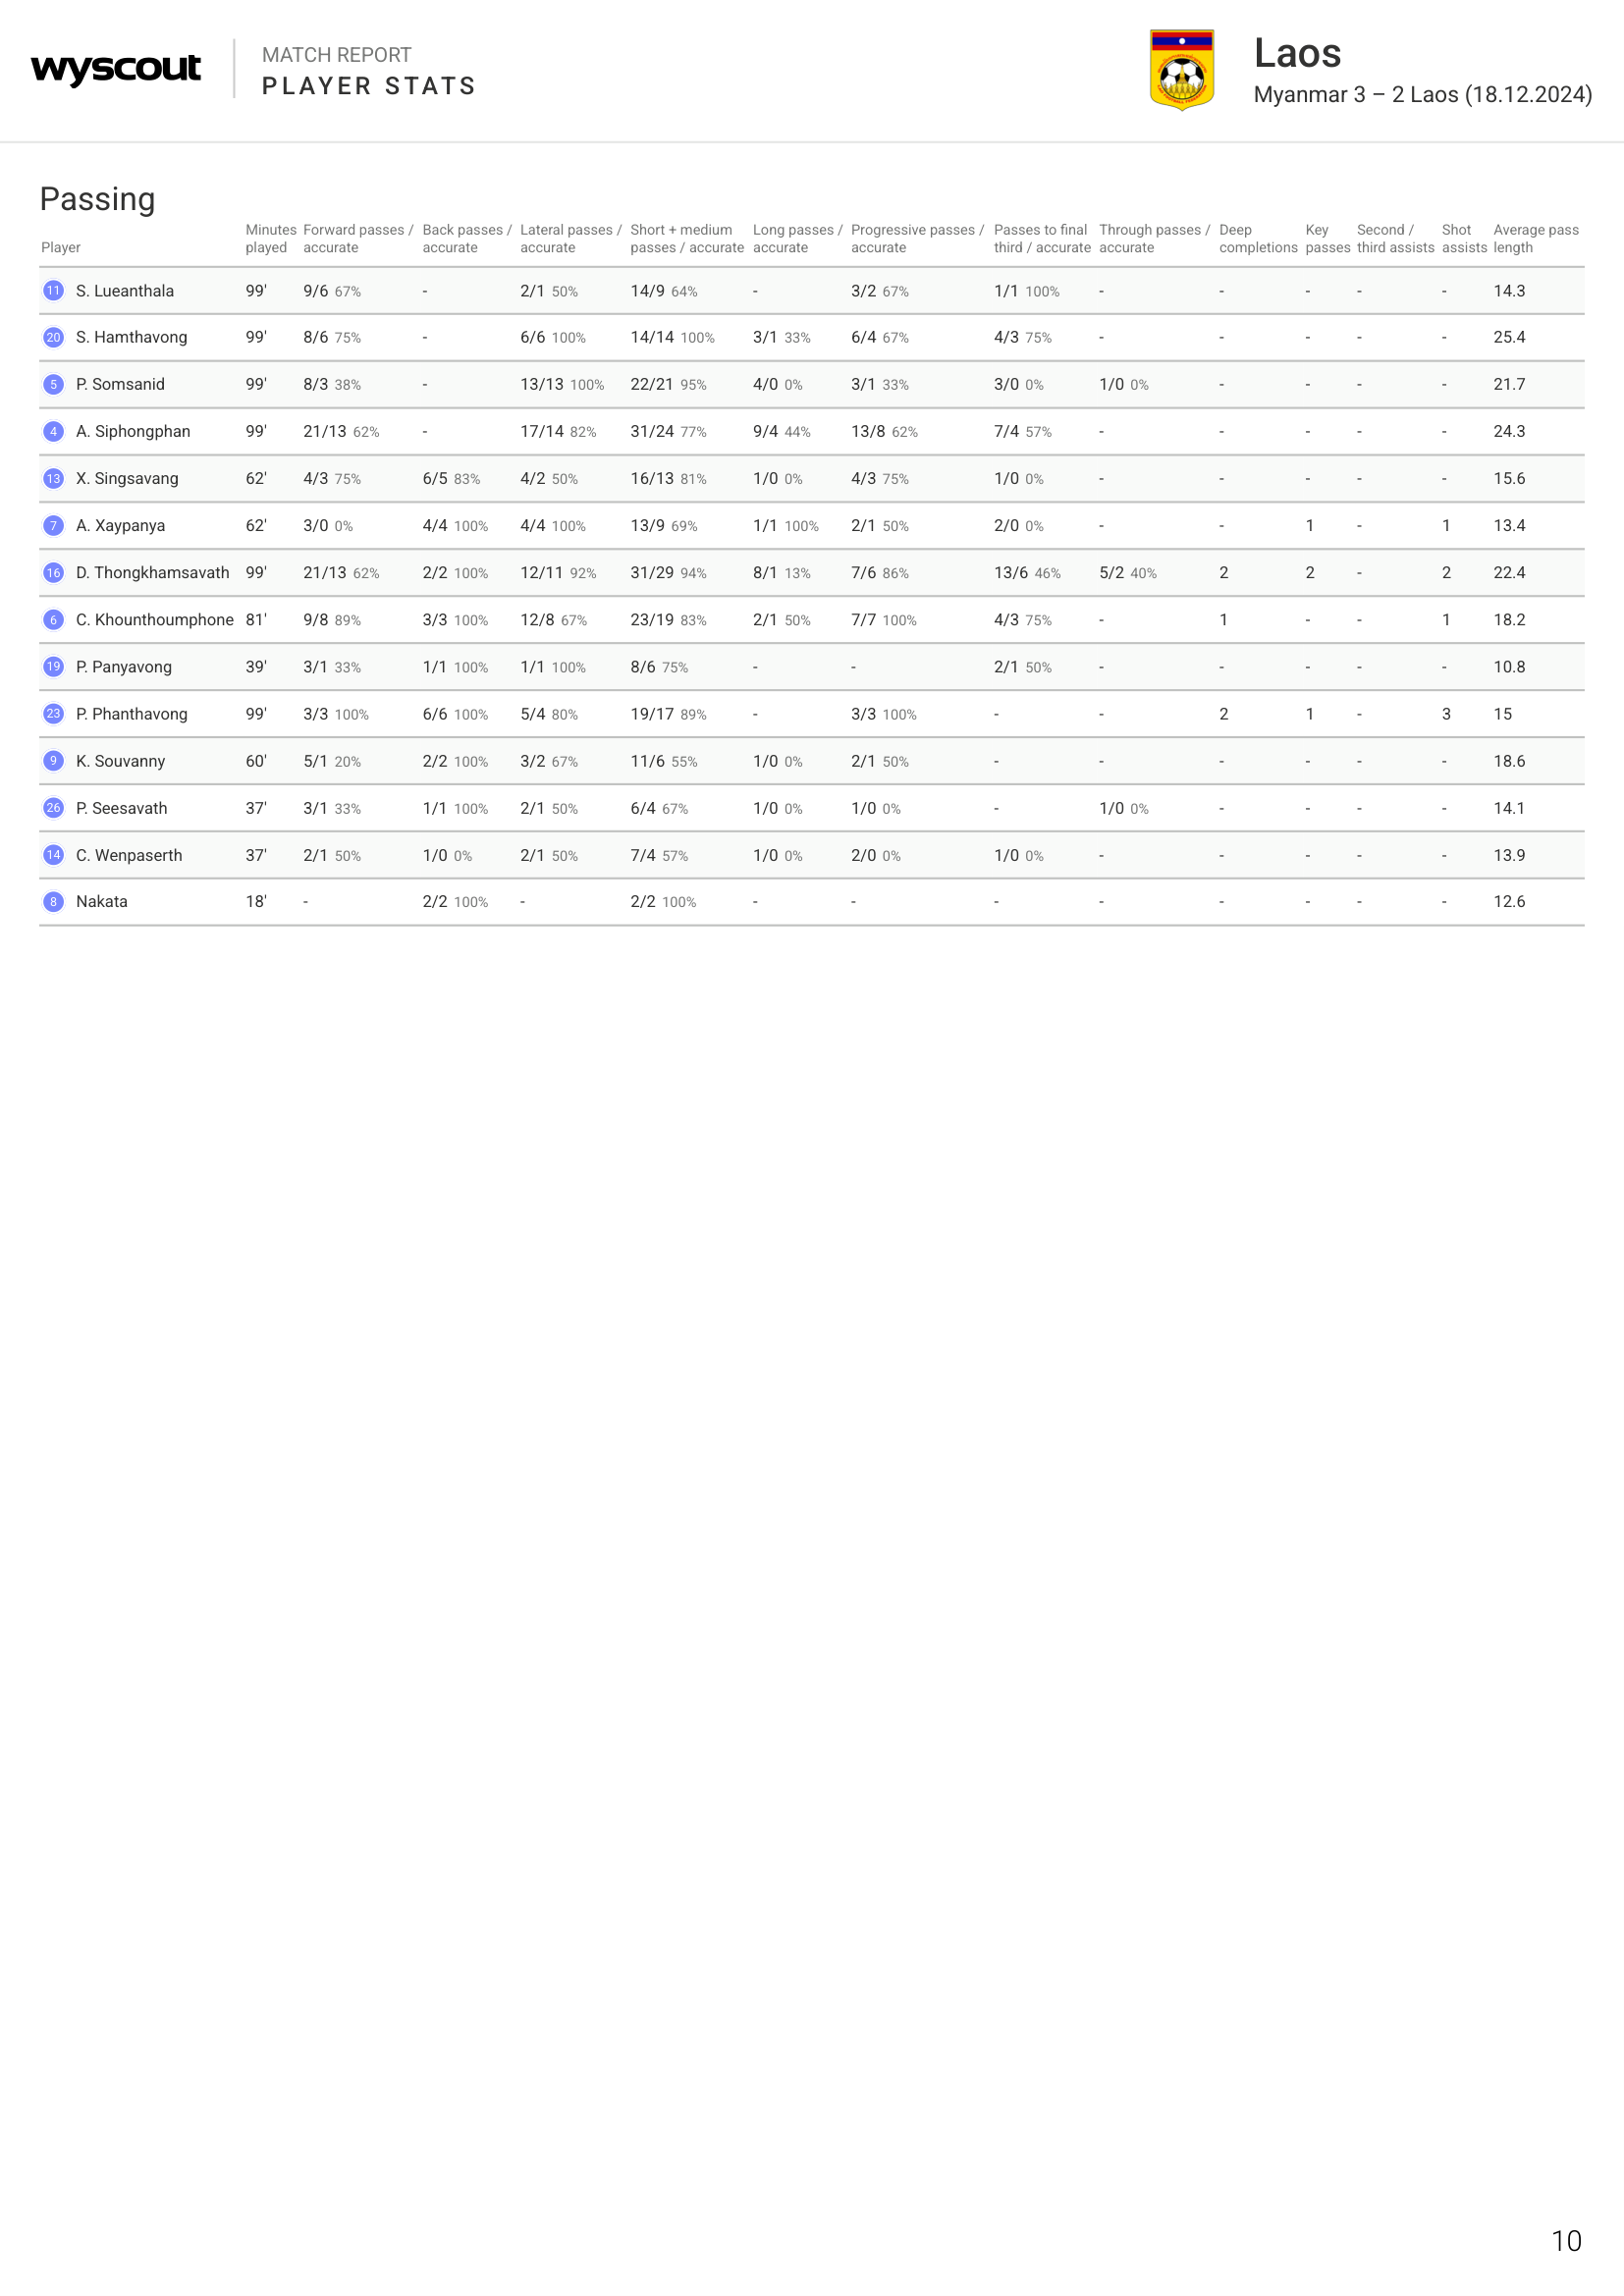 wyscout
MATCH REPORT
PLAYER STATS
Laos
Myanmar 3 – 2 Laos (18.12.2024)
Passing
Player Minutes played Forward passes / accurate Back passes / accurate Lateral passes / accurate Short + medium passes / accurate Long passes / accurate Progressive passes / accurate Passes to final third / accurate Through passes / accurate Deep completions Key passes Second / third assists Shot assists Average pass length
11 S. Lueanthala 99' 9/6 67% - 2/1 50% 14/9 64% - 3/2 67% 1/1 100% - - - - - 14.3
20 S. Hamthavong 99' 8/6 75% - 6/6 100% 14/14 100% 3/1 33% 6/4 67% 4/3 75% - - - - - 25.4
5 P. Somsanid 99' 8/3 38% - 13/13 100% 22/21 95% 4/0 0% 3/1 33% 3/0 0% 1/0 0% - - - - 21.7
4 A. Siphongphan 99' 21/13 62% - 17/14 82% 31/24 77% 9/4 44% 13/8 62% 7/4 57% - - - - - 24.3
13 X. Singsavang 62' 4/3 75% 6/5 83% 4/2 50% 16/13 81% 1/0 0% 4/3 75% 1/0 0% - - - - - 15.6
7 A. Xaypanya 62' 3/0 0% 4/4 100% 4/4 100% 13/9 69% 1/1 100% 2/1 50% 2/0 0% - - 1 - 1 13.4
16 D. Thongkhamsavath 99' 21/13 62% 2/2 100% 12/11 92% 31/29 94% 8/1 13% 7/6 86% 13/6 46% 5/2 40% 2 2 - 2 22.4
6 C. Khounthoumphone 81' 9/8 89% 3/3 100% 12/8 67% 23/19 83% 2/1 50% 7/7 100% 4/3 75% - 1 - - 1 18.2
19 P. Panyavong 39' 3/1 33% 1/1 100% 1/1 100% 8/6 75% - - 2/1 50% - - - - - 10.8
23 P. Phanthavong 99' 3/3 100% 6/6 100% 5/4 80% 19/17 89% - 3/3 100% - - 2 1 - 3 15
9 K. Souvanny 60' 5/1 20% 2/2 100% 3/2 67% 11/6 55% 1/0 0% 2/1 50% - - - - - - 18.6
26 P. Seesavath 37' 3/1 33% 1/1 100% 2/1 50% 6/4 67% 1/0 0% 1/0 0% - 1/0 0% - - - - 14.1
14 C. Wenpaserth 37' 2/1 50% 1/0 0% 2/1 50% 7/4 57% 1/0 0% 2/0 0% 1/0 0% - - - - - 13.9
8 Nakata 18' - 2/2 100% - 2/2 100% - - - - - - - - 12.6
10